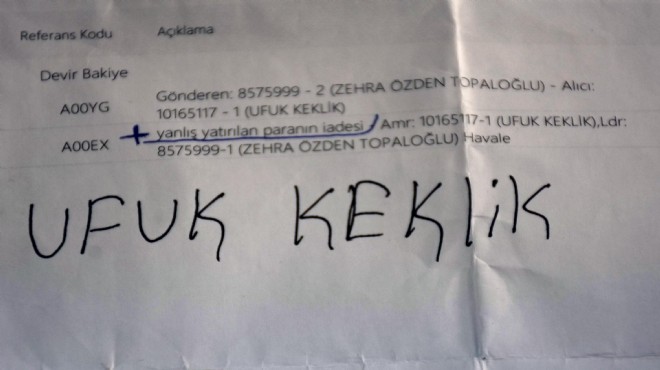 Referans Kodu Açıklama
Devir Bakiye
Gönderen: 8575999 - 2 (ZEHRA ÖZDEN TOPALOĞLU) - Alıcı:
A00YG 10165117 - 1 (UFUK KEKLİK)
+ yanlış yatırılan paranın iadesi / Amr: 10165117-1 (UFUK KEKLİK),Ldr:
A00EX 8575999-1 (ZEHRA ÖZDEN TOPALOĞLU) Havale
UFUK KEKLiK